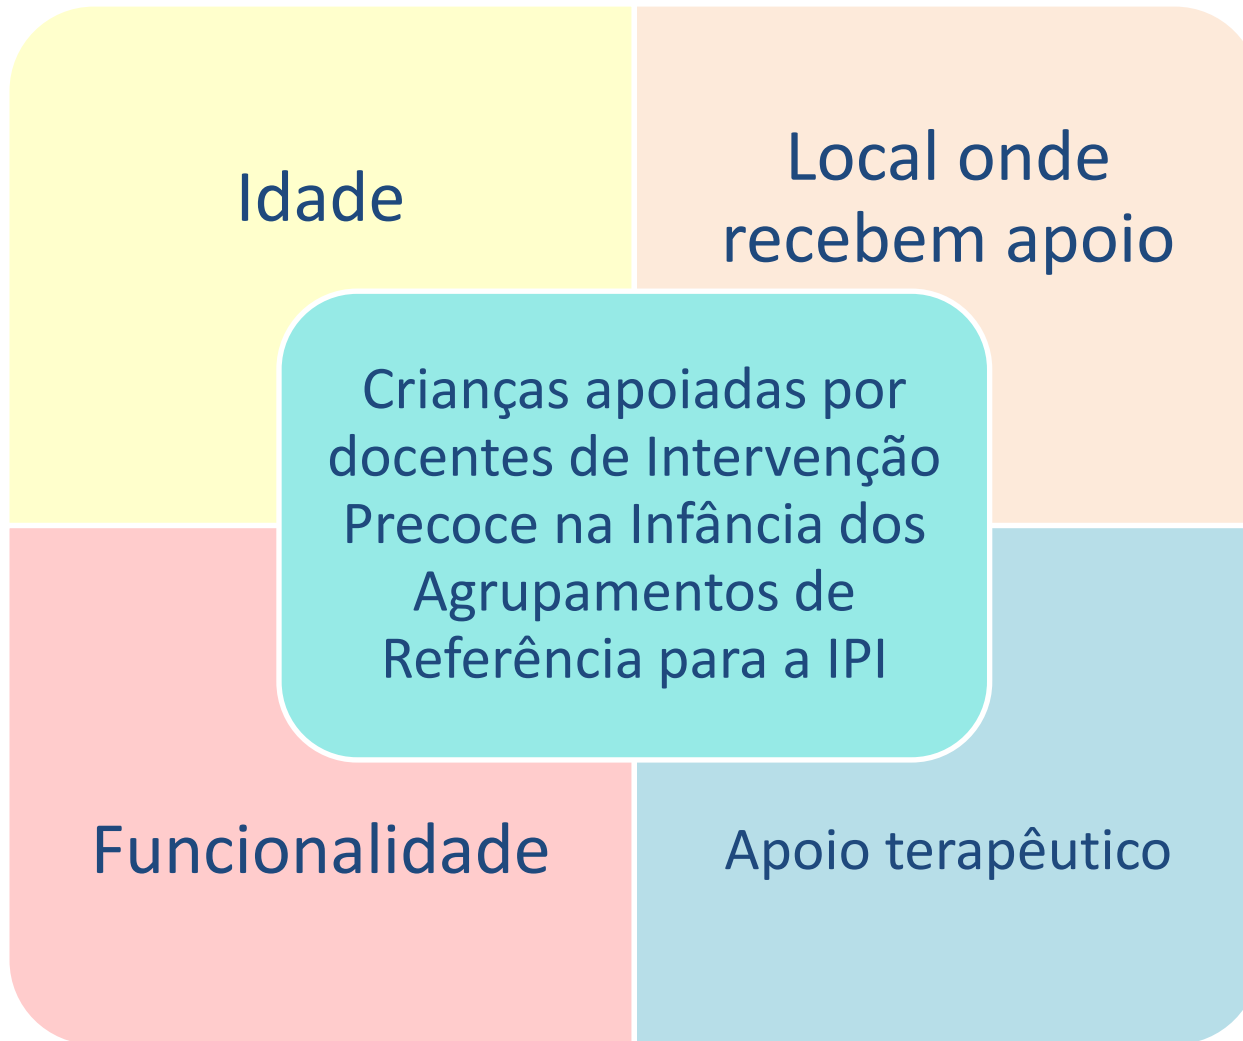 Idade
Local onde
recebem apoio
Crianças apoiadas por
docentes de Intervenção
Precoce na Infância dos
Agrupamentos de
Referência para a IPI
Funcionalidade
Apoio terapêutico